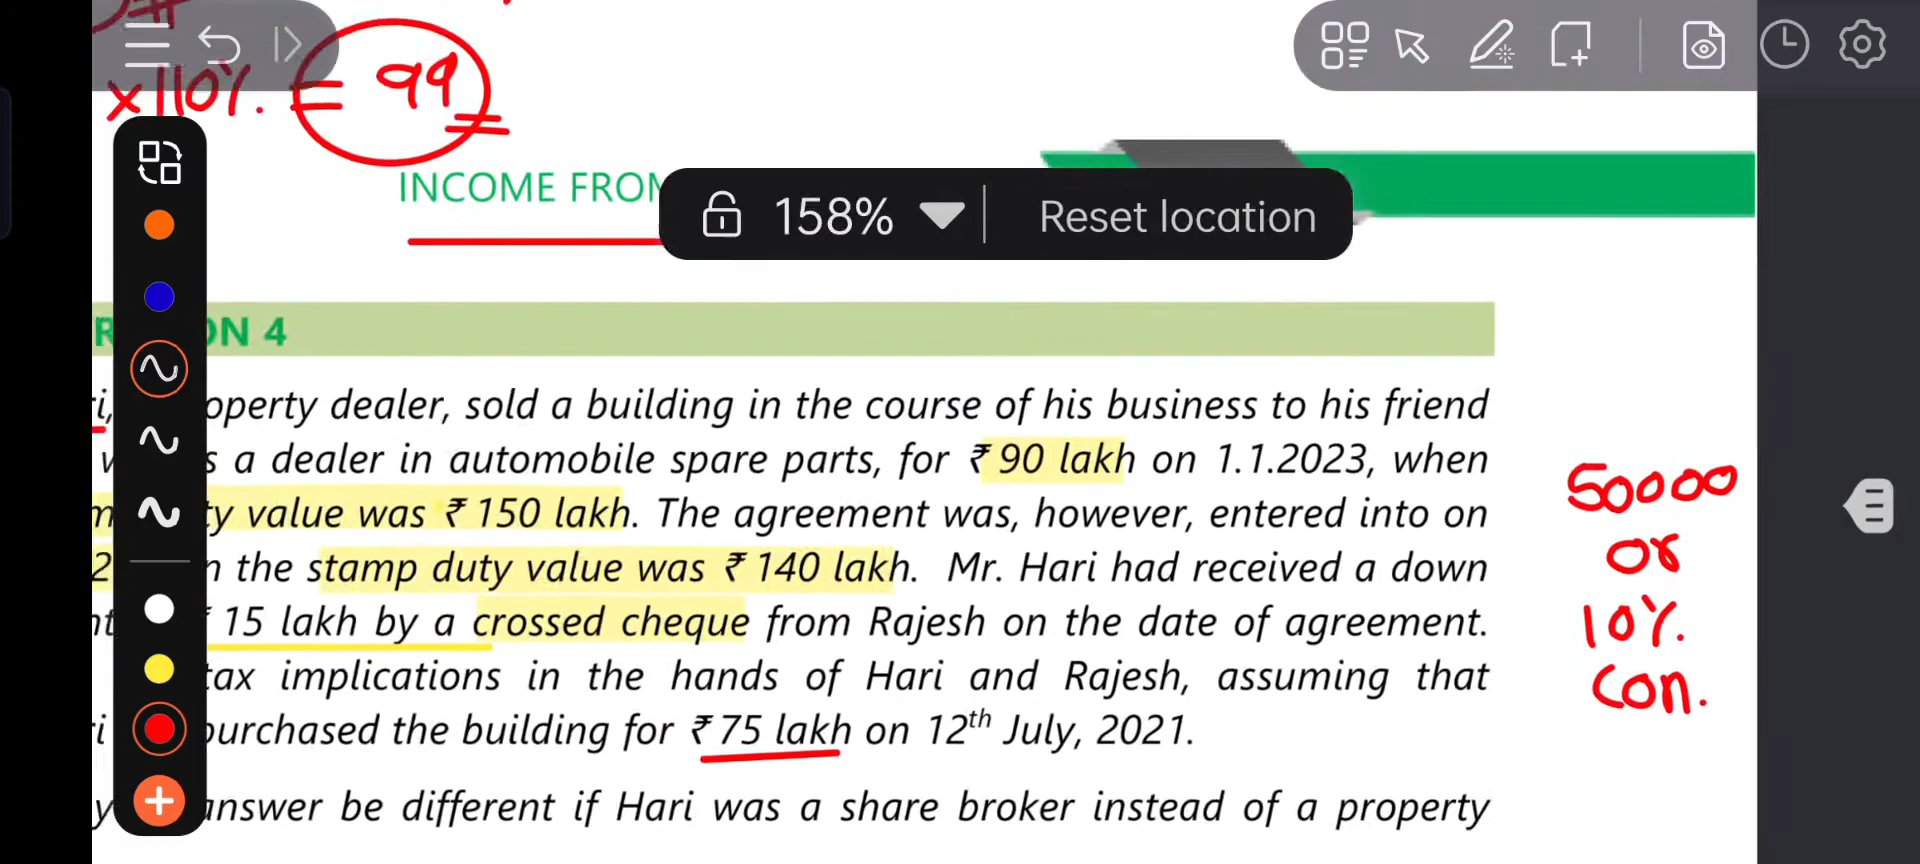 x110% = 99
INCOME FROM
158%
Reset location
ON 4
operty dealer, sold a building in the course of his business to his friend
s a dealer in automobile spare parts, for ₹ 90 lakh on 1.1.2023, when
ty value was ₹ 150 lakh. The agreement was, however, entered into on
the stamp duty value was ₹ 140 lakh. Mr. Hari had received a down
15 lakh by a crossed cheque from Rajesh on the date of agreement.
tax implications in the hands of Hari and Rajesh, assuming that
purchased the building for ₹ 75 lakh on 12th July, 2021.
answer be different if Hari was a share broker instead of a property
50000
or
10%.
con.